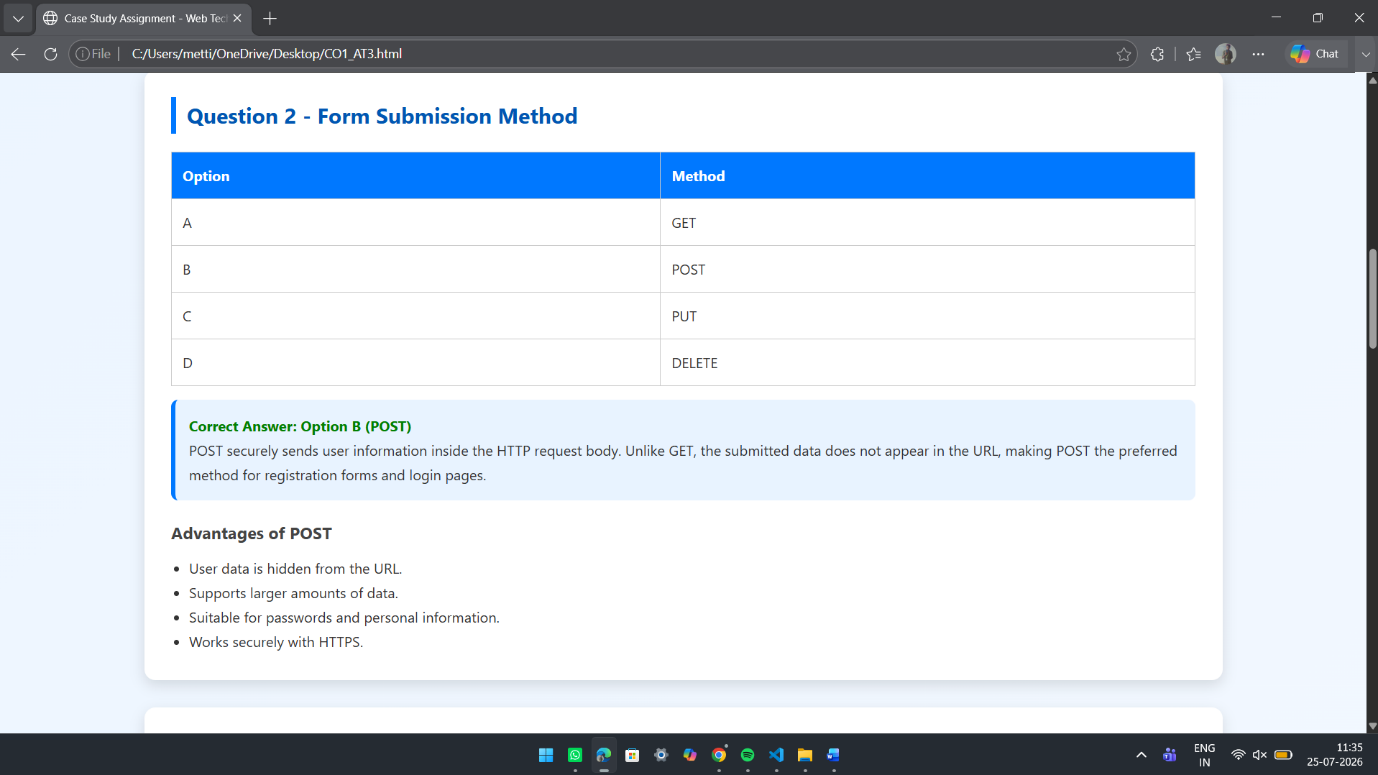 Case Study Assignment - Web Tec
File
C:/Users/metti/OneDrive/Desktop/CO1_AT3.html
Chat
Question 2 - Form Submission Method
Option Method
A GET
B POST
C PUT
D DELETE
Correct Answer: Option B (POST)
POST securely sends user information inside the HTTP request body. Unlike GET, the submitted data does not appear in the URL, making POST the preferred
method for registration forms and login pages.
Advantages of POST
• User data is hidden from the URL.
• Supports larger amounts of data.
• Suitable for passwords and personal information.
• Works securely with HTTPS.
ENG
IN
11:35
25-07-2026